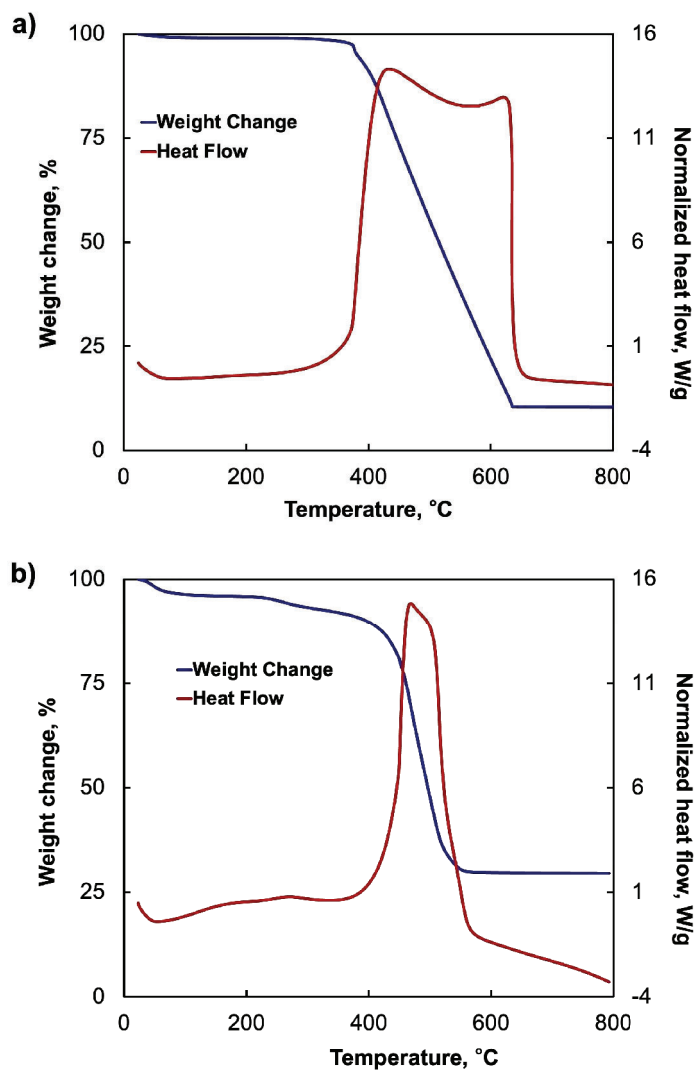 a)
100
75
50
25
0
Weight change, %
Weight Change
Heat Flow
16
11
6
1
-4
Normalized heat flow, W/g
0 200 400 600 800
Temperature, °C
b)
100
75
50
25
0
Weight change, %
Weight Change
Heat Flow
16
11
6
1
-4
Normalized heat flow, W/g
0 200 400 600 800
Temperature, °C